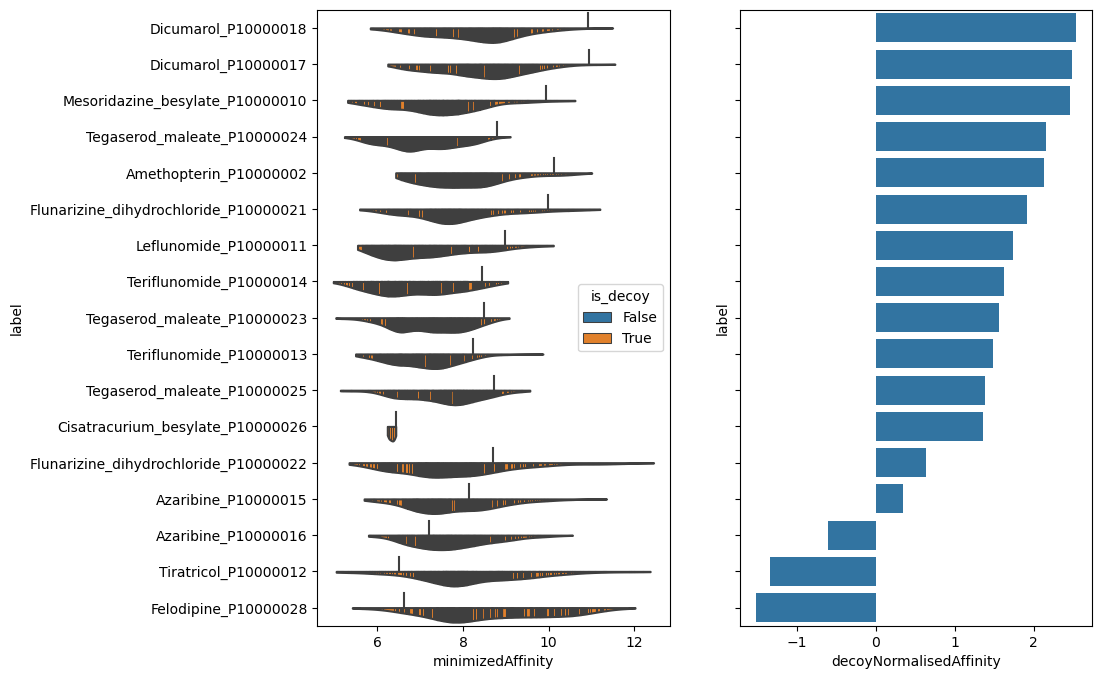 label
Dicumarol_P10000018
Dicumarol_P10000017
Mesoridazine_besylate_P10000010
Tegaserod_maleate_P10000024
Amethopterin_P10000002
Flunarizine_dihydrochloride_P10000021
Leflunomide_P10000011
Teriflunomide_P10000014
Tegaserod_maleate_P10000023
Teriflunomide_P10000013
Tegaserod_maleate_P10000025
Cisatracurium_besylate_P10000026
Flunarizine_dihydrochloride_P10000022
Azaribine_P10000015
Azaribine_P10000016
Tiratricol_P10000012
Felodipine_P10000028
is_decoy
False
True
6 8 10 12
minimizedAffinity
label
−1 0 1 2
decoyNormalisedAffinity